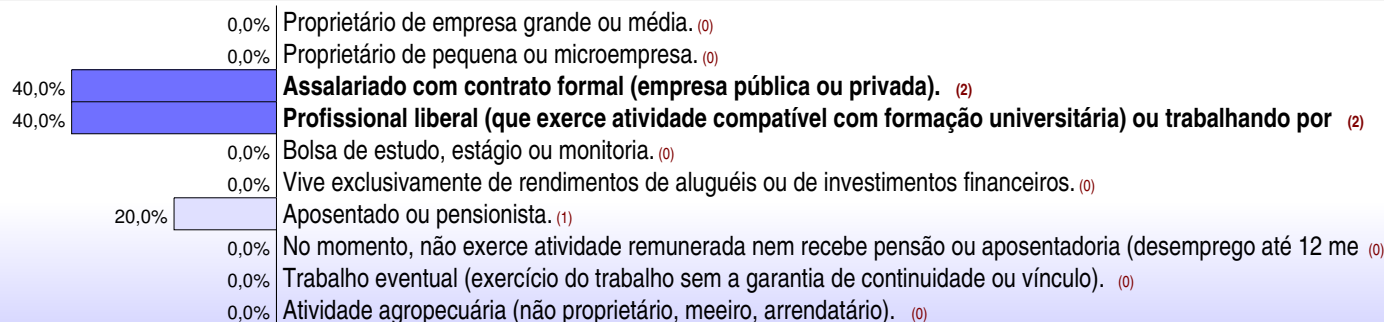 0,0% Proprietário de empresa grande ou média. (0)
0,0% Proprietário de pequena ou microempresa. (0)
40,0% Assalariado com contrato formal (empresa pública ou privada). (2)
40,0% Profissional liberal (que exerce atividade compatível com formação universitária) ou trabalhando por (2)
0,0% Bolsa de estudo, estágio ou monitoria. (0)
0,0% Vive exclusivamente de rendimentos de aluguéis ou de investimentos financeiros. (0)
20,0% Aposentado ou pensionista. (1)
0,0% No momento, não exerce atividade remunerada nem recebe pensão ou aposentadoria (desemprego até 12 me (0)
0,0% Trabalho eventual (exercício do trabalho sem a garantia de continuidade ou vínculo). (0)
0,0% Atividade agropecuária (não proprietário, meeiro, arrendatário). (0)